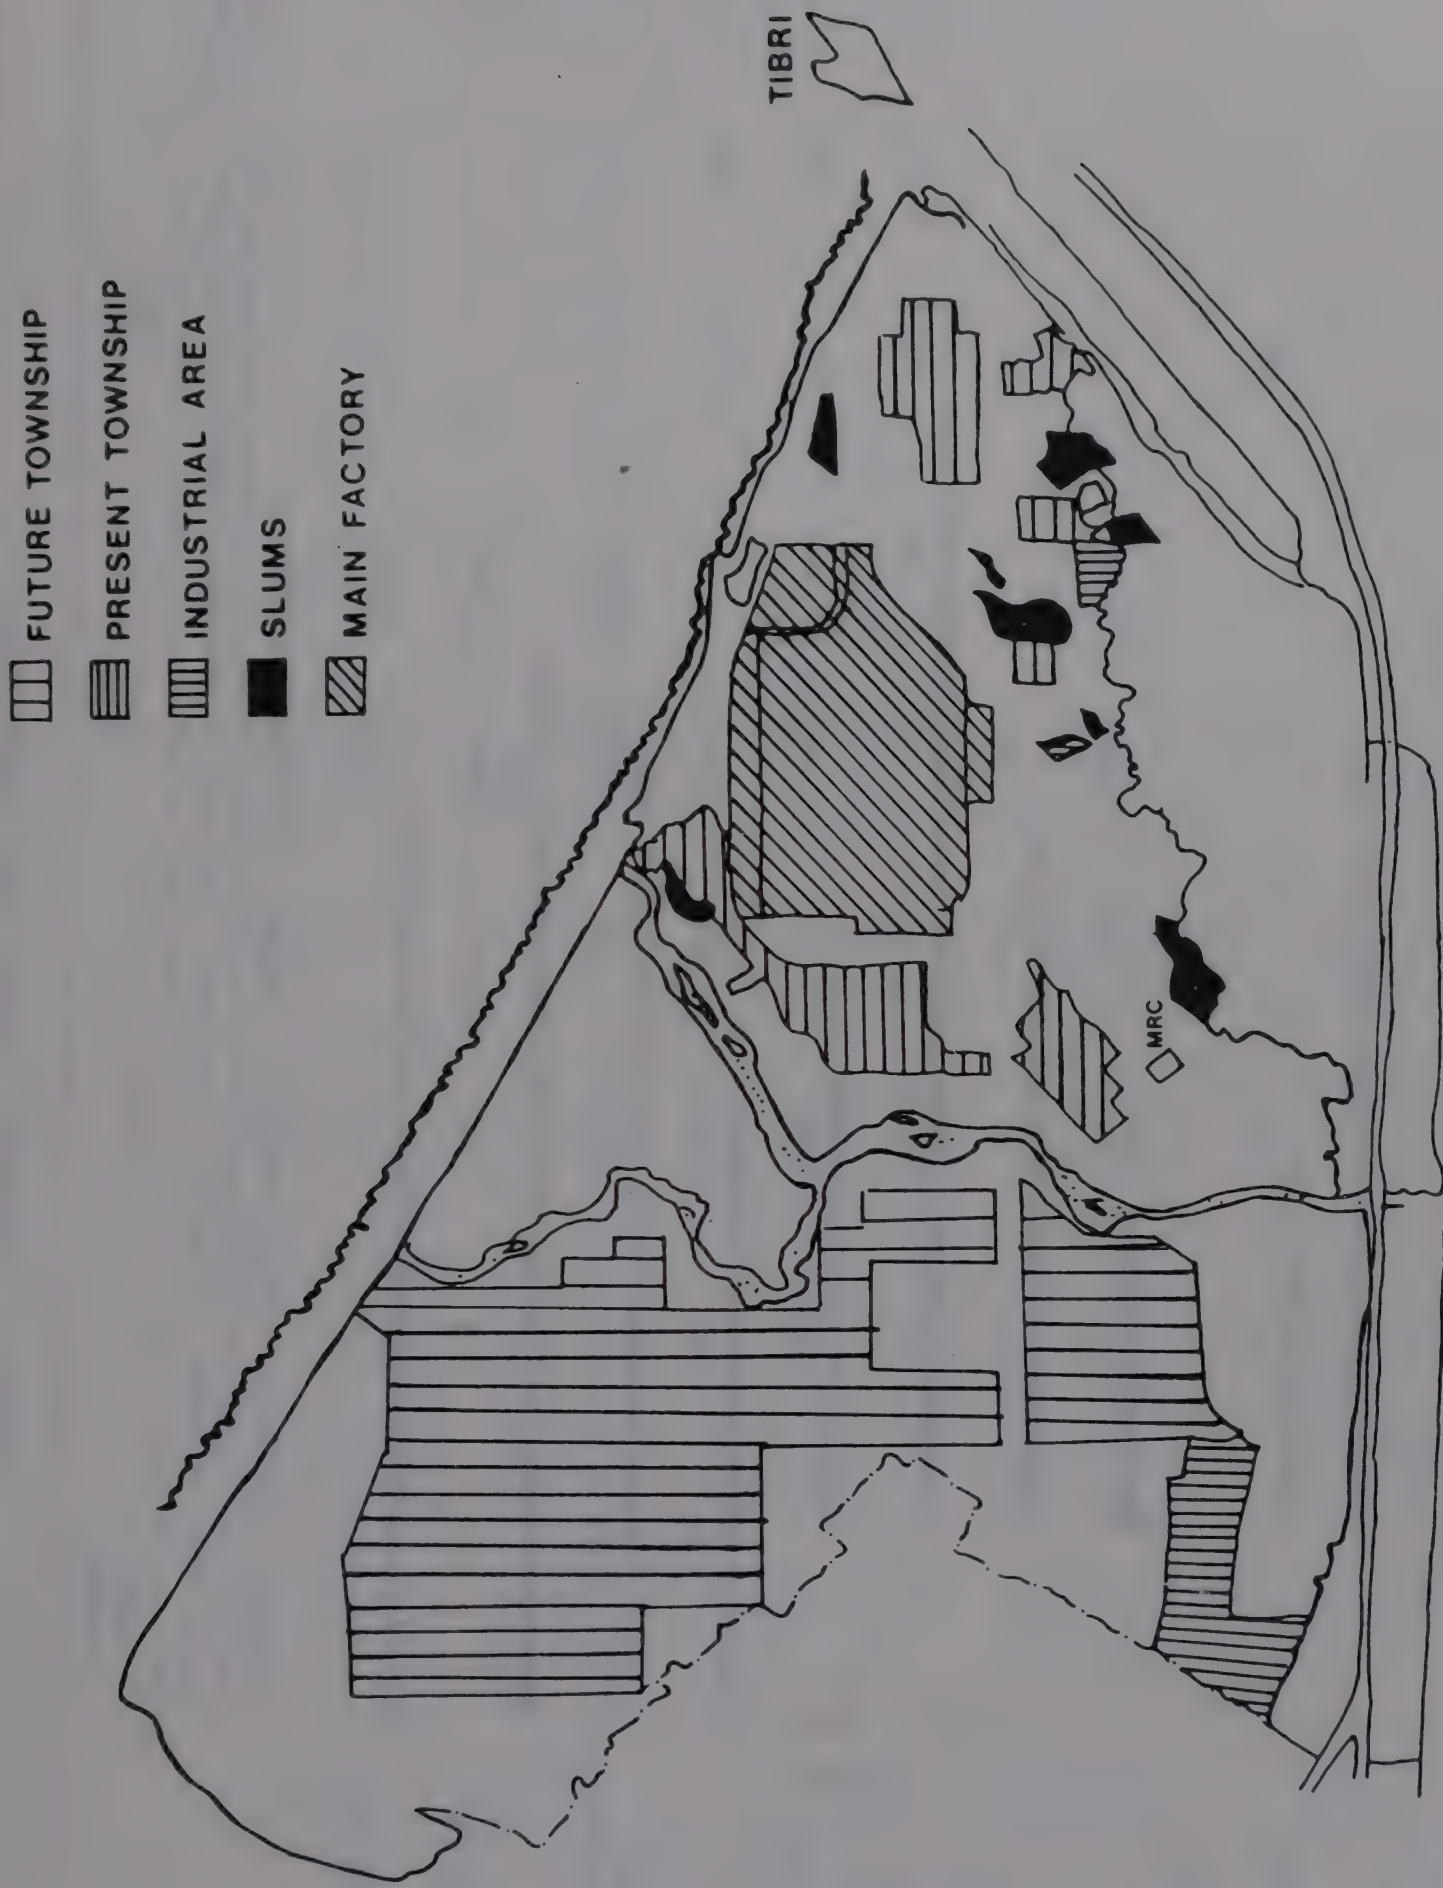 FUTURE TOWNSHIP
PRESENT TOWNSHIP
INDUSTRIAL AREA
SLUMS
MAIN FACTORY
TIBRI
MRC